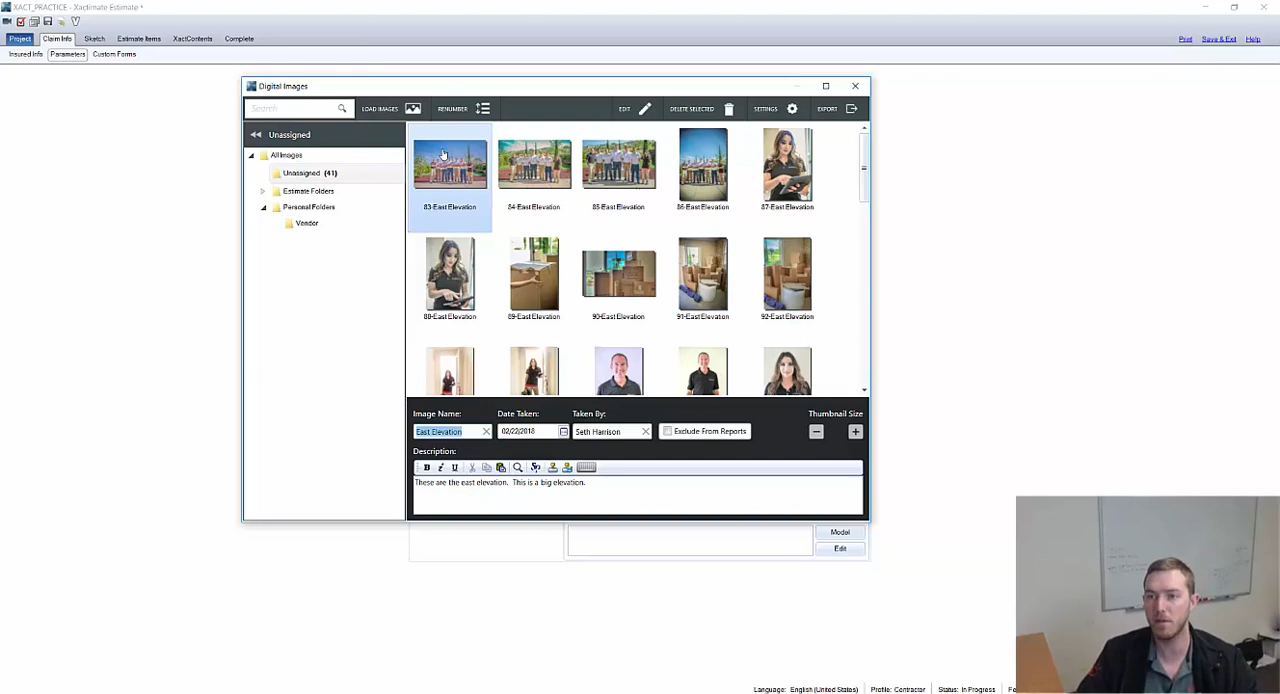 XACT_PRACTICE - Xactimate Estimate *
Project Claim Info Sketch Estimate Items XactContents Complete
Print Save & Exit Help
Insured Info Parameters Custom Forms
Digital Images
Search LOAD IMAGES RENUMBER EDIT DELETE SELECTED SETTINGS EXPORT
Unassigned
All Images
Unassigned (41)
Estimate Folders
Personal Folders
Vendor
83-East Elevation 84-East Elevation 85-East Elevation 86-East Elevation 87-East Elevation
88-East Elevation 89-East Elevation 90-East Elevation 91-East Elevation 92-East Elevation
Image Name: Date Taken: Taken By: Thumbnail Size
East Elevation 02/22/2018 Seth Harrison Exclude From Reports
Description:
B i U
These are the east elevation. This is a big elevation.
Model
Edit
Language: English (United States) Profile: Contractor Status: In Progress